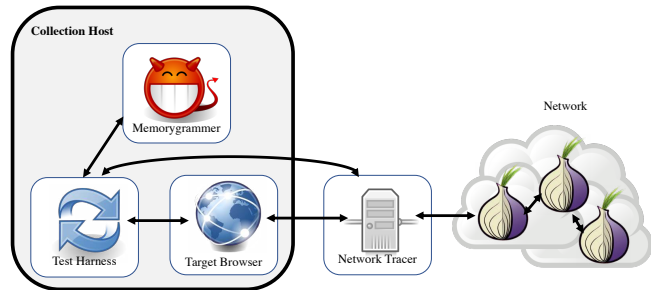 Collection Host
Memorygrammer
Network
Test Harness
Target Browser
Network Tracer